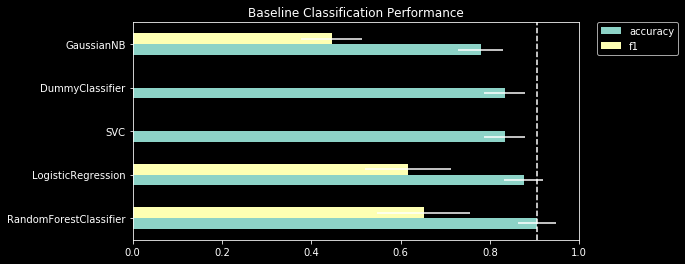 Baseline Classification Performance
accuracy
f1
GaussianNB
DummyClassifier
SVC
LogisticRegression
RandomForestClassifier
0.0 0.2 0.4 0.6 0.8 1.0